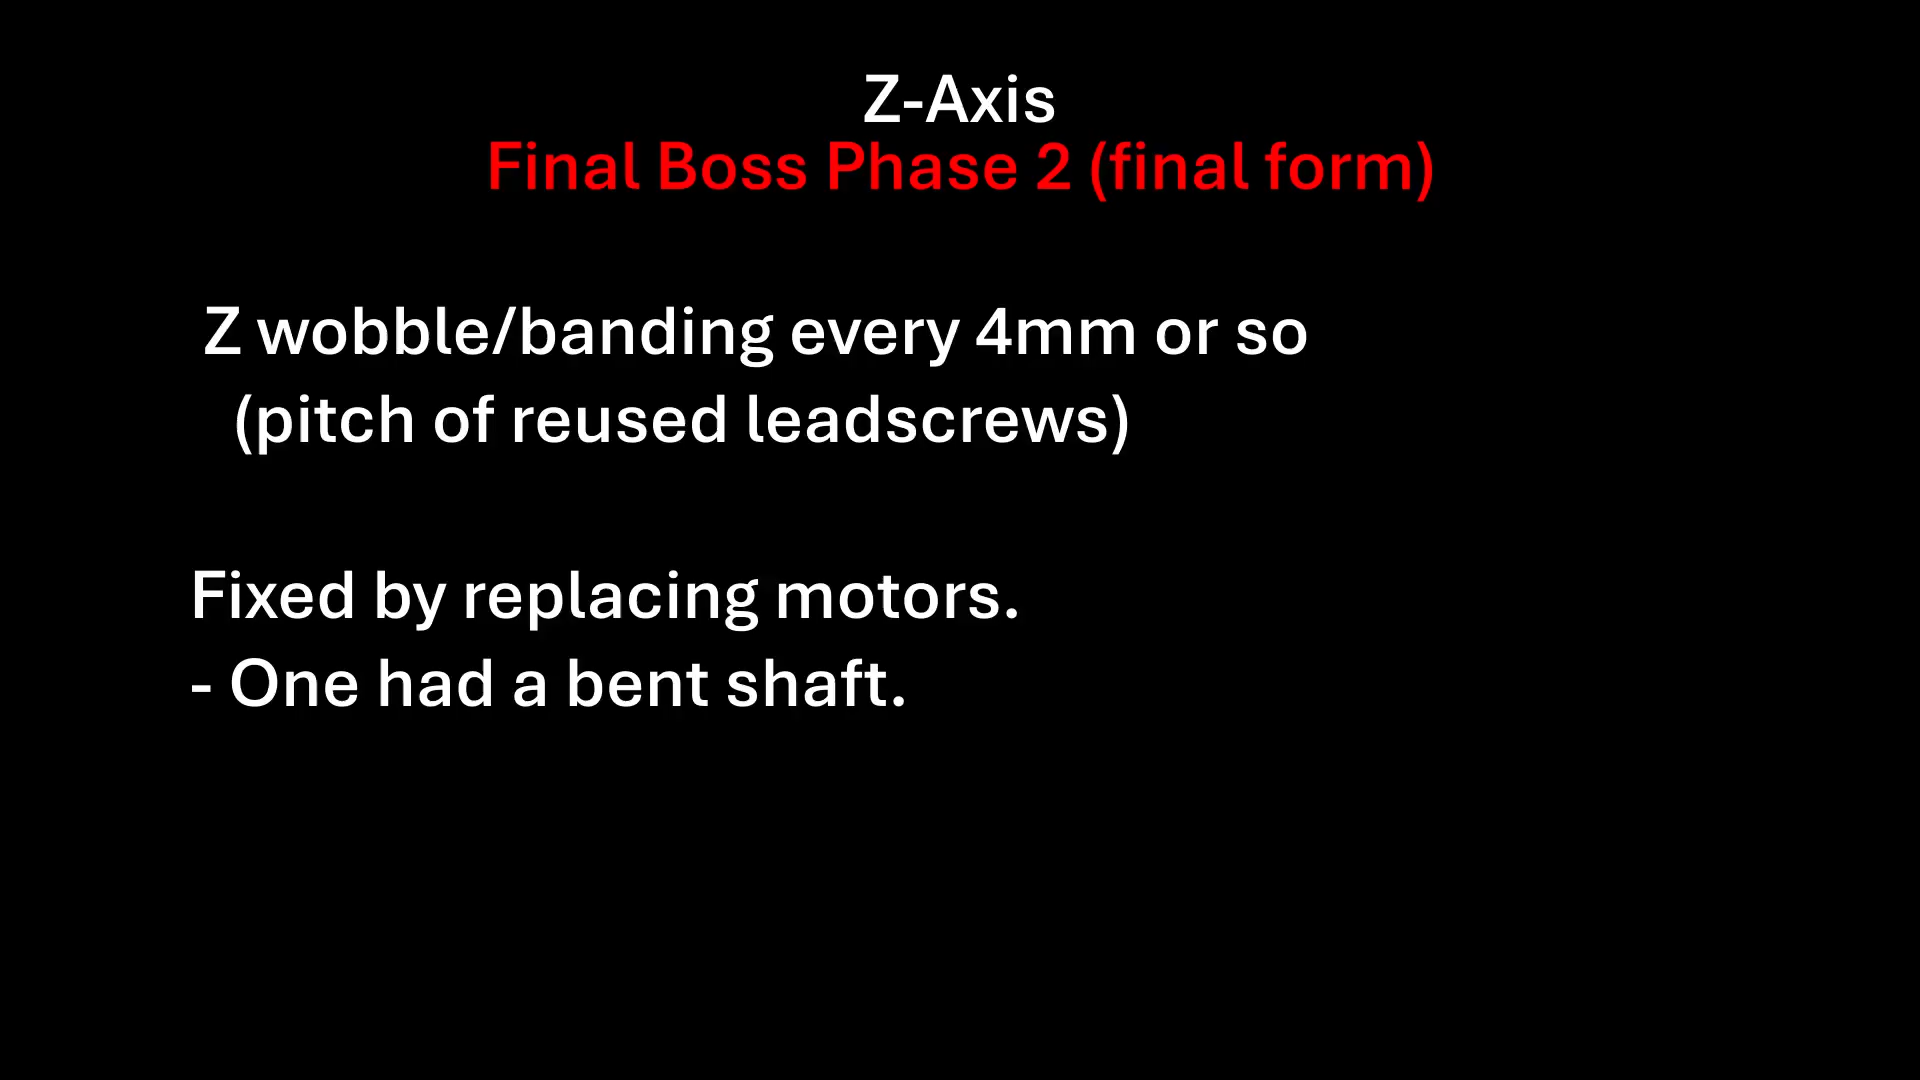 Z-Axis
Final Boss Phase 2 (final form)
Z wobble/banding every 4mm or so
(pitch of reused leadscrews)
Fixed by replacing motors.
- One had a bent shaft.